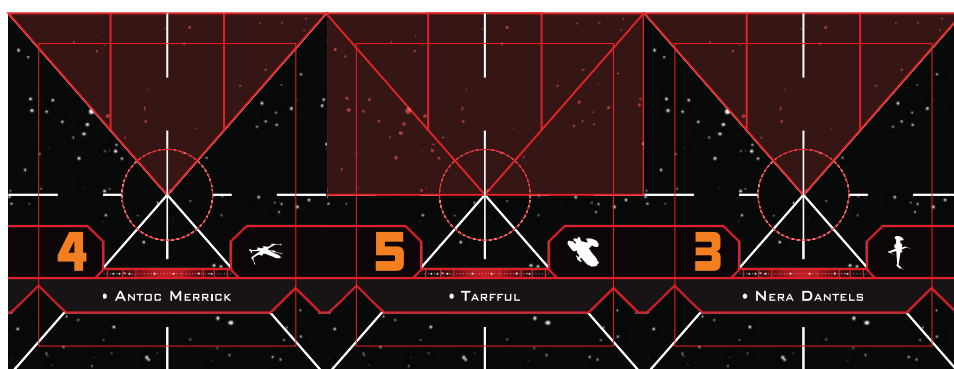 4
• Antoc Merrick
5
• Tarfful
3
• Nera Dantels